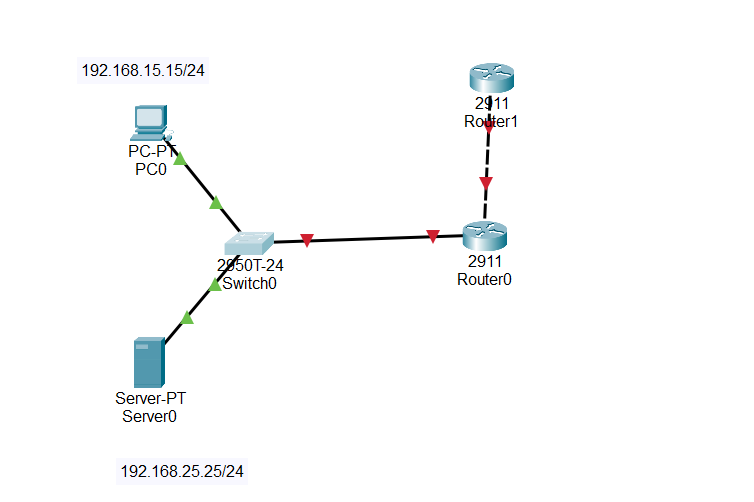 192.168.15.15/24
2911
Router1
PC-PT
PC0
2950T-24
Switch0
2911
Router0
Server-PT
Server0
192.168.25.25/24